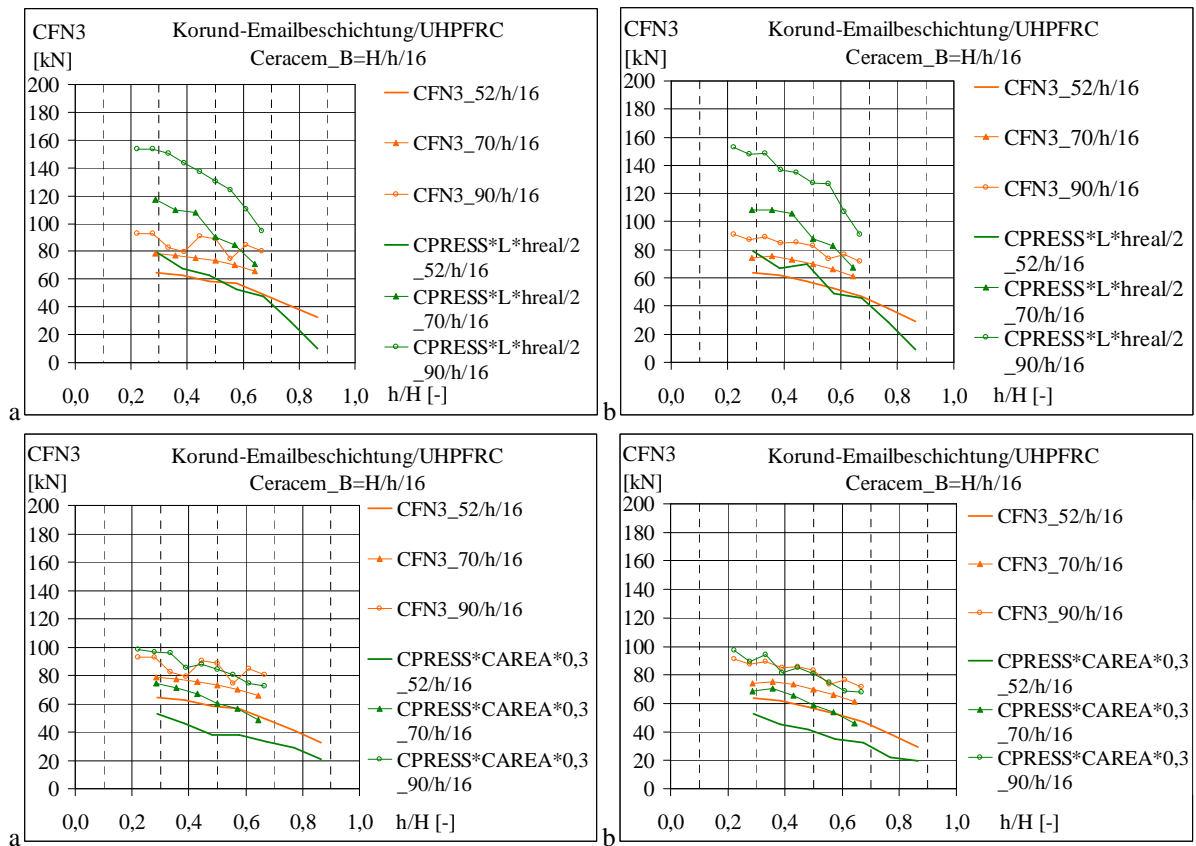 CFN3
[kN]
Korund-Emailbeschichtung/UHPFRC
Ceracem_B=H/h/16
200
180
160
140
120
100
80
60
40
20
0
0,0 0,2 0,4 0,6 0,8 1,0
h/H [-]
CFN3_52/h/16
CFN3_70/h/16
CFN3_90/h/16
CPRESS*L*hreal/2
_52/h/16
CPRESS*L*hreal/2
_70/h/16
CPRESS*L*hreal/2
_90/h/16
a
CFN3
[kN]
Korund-Emailbeschichtung/UHPFRC
Ceracem_B=H/h/16
200
180
160
140
120
100
80
60
40
20
0
0,0 0,2 0,4 0,6 0,8 1,0
h/H [-]
CFN3_52/h/16
CFN3_70/h/16
CFN3_90/h/16
CPRESS*L*hreal/2
_52/h/16
CPRESS*L*hreal/2
_70/h/16
CPRESS*L*hreal/2
_90/h/16
b
CFN3
[kN]
Korund-Emailbeschichtung/UHPFRC
Ceracem_B=H/h/16
200
180
160
140
120
100
80
60
40
20
0
0,0 0,2 0,4 0,6 0,8 1,0
h/H [-]
CFN3_52/h/16
CFN3_70/h/16
CFN3_90/h/16
CPRESS*CAREA*0,3
_52/h/16
CPRESS*CAREA*0,3
_70/h/16
CPRESS*CAREA*0,3
_90/h/16
a
CFN3
[kN]
Korund-Emailbeschichtung/UHPFRC
Ceracem_B=H/h/16
200
180
160
140
120
100
80
60
40
20
0
0,0 0,2 0,4 0,6 0,8 1,0
h/H [-]
CFN3_52/h/16
CFN3_70/h/16
CFN3_90/h/16
CPRESS*CAREA*0,3
_52/h/16
CPRESS*CAREA*0,3
_70/h/16
CPRESS*CAREA*0,3
_90/h/16
b